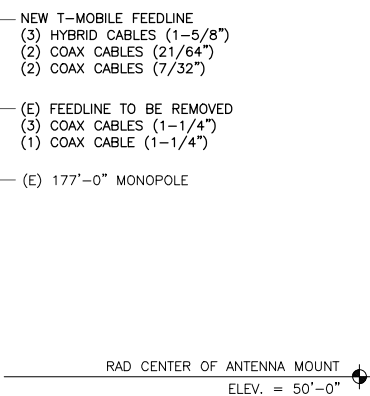 NEW T-MOBILE FEEDLINE
(3) HYBRID CABLES (1-5/8")
(2) COAX CABLES (21/64")
(2) COAX CABLES (7/32")
(E) FEEDLINE TO BE REMOVED
(3) COAX CABLES (1-1/4")
(1) COAX CABLE (1-1/4")
(E) 177'-0" MONOPOLE
RAD CENTER OF ANTENNA MOUNT
ELEV. = 50'-0"